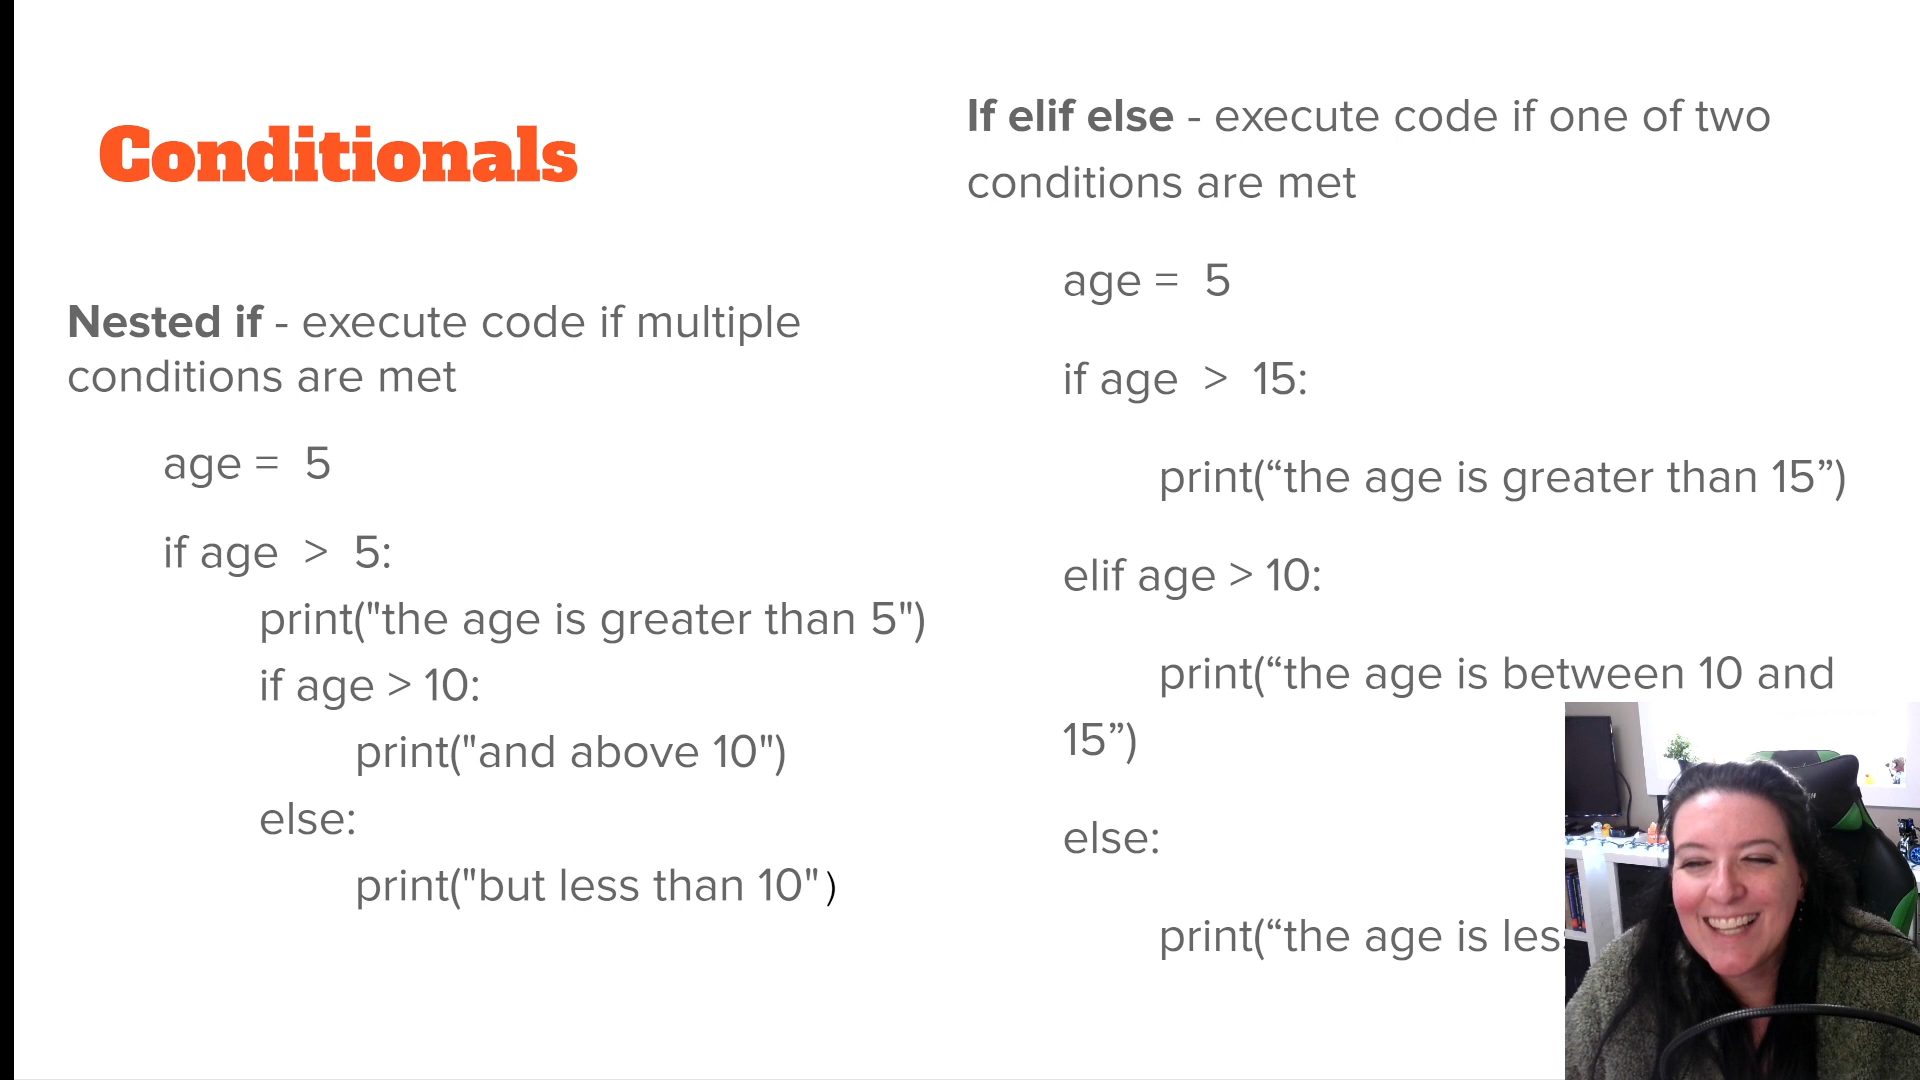 Conditionals
Nested if - execute code if multiple
conditions are met
age = 5
if age > 5:
print("the age is greater than 5")
if age > 10:
print("and above 10")
else:
print("but less than 10")
If elif else - execute code if one of two
conditions are met
age = 5
if age > 15:
print(“the age is greater than 15”)
elif age > 10:
print(“the age is between 10 and
15”)
else:
print(“the age is